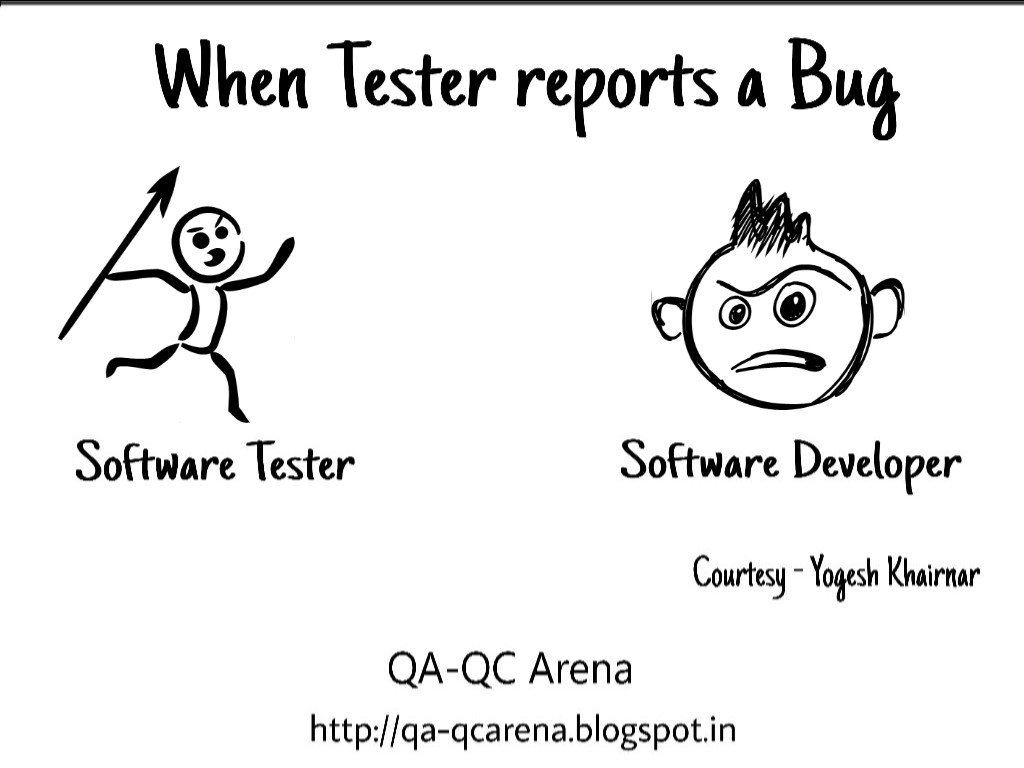 When Tester reports a Bug
Software Tester
Software Developer
Courtesy - Yogesh Khairnar
QA-QC Arena
http://qa-qcarena.blogspot.in